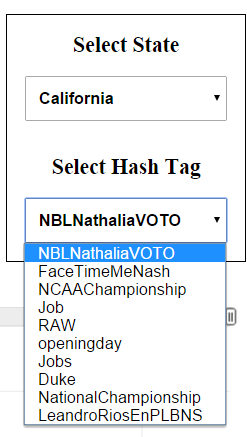 Select State
California
Select Hash Tag
NBLNathaliaVOTO
NBLNathaliaVOTO
FaceTimeMeNash
NCAAChampionship
Job
RAW
openingday
Jobs
Duke
NationalChampionship
LeandroRiosEnPLBNS